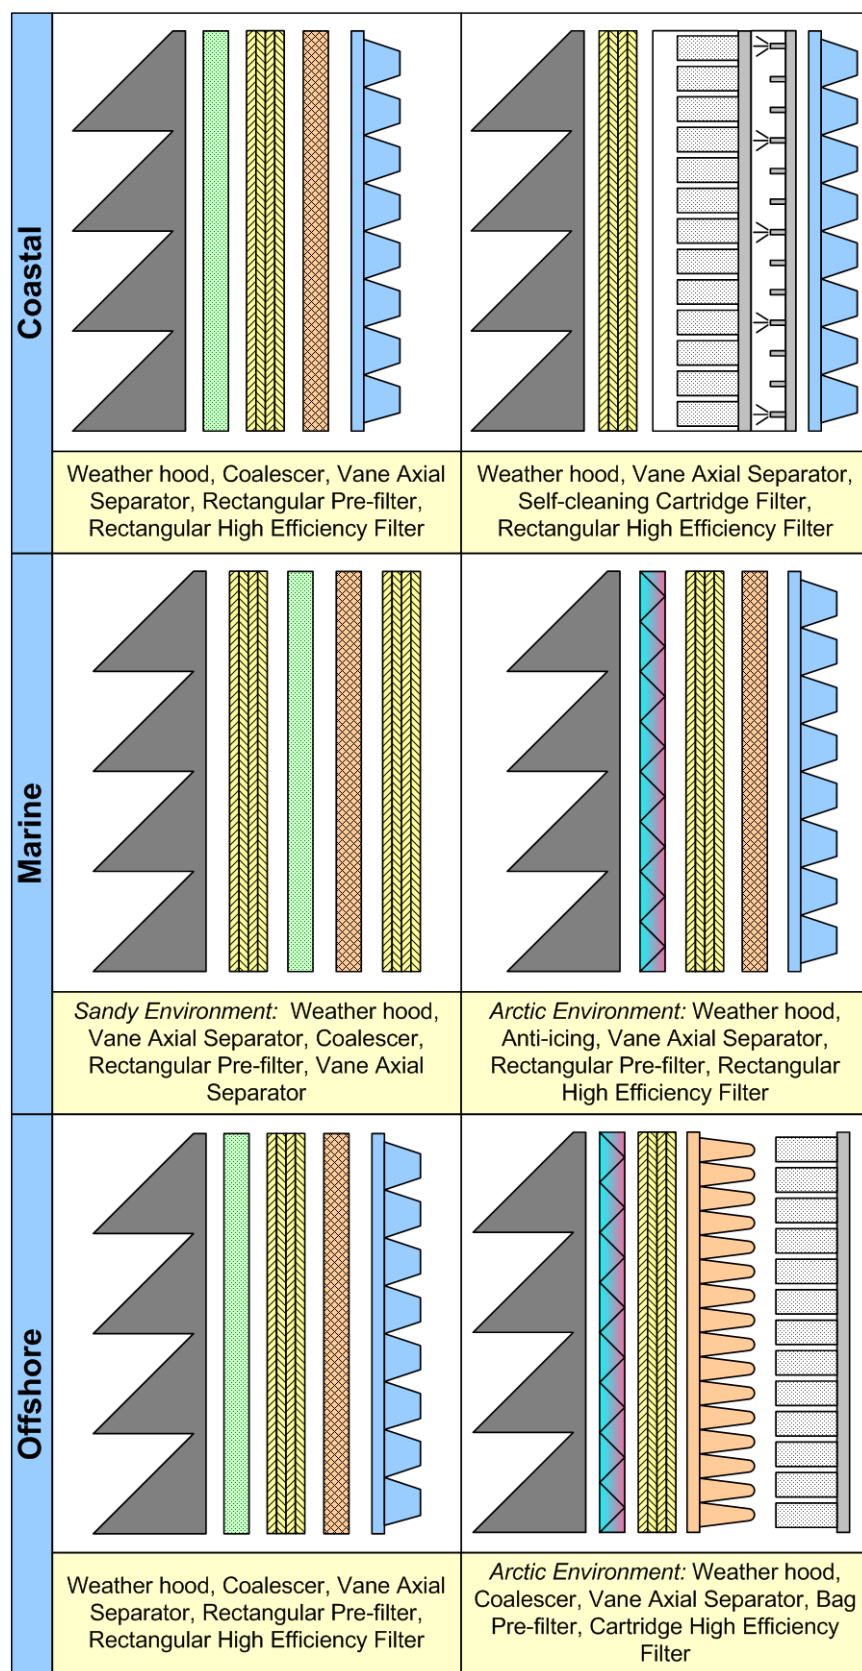 Coastal
Weather hood, Coalescer, Vane Axial
Separator, Rectangular Pre-filter,
Rectangular High Efficiency Filter
Weather hood, Vane Axial Separator,
Self-cleaning Cartridge Filter,
Rectangular High Efficiency Filter
Marine
Sandy Environment: Weather hood,
Vane Axial Separator, Coalescer,
Rectangular Pre-filter, Vane Axial
Separator
Arctic Environment: Weather hood,
Anti-icing, Vane Axial Separator,
Rectangular Pre-filter, Rectangular
High Efficiency Filter
Offshore
Weather hood, Coalescer, Vane Axial
Separator, Rectangular Pre-filter,
Rectangular High Efficiency Filter
Arctic Environment: Weather hood,
Coalescer, Vane Axial Separator, Bag
Pre-filter, Cartridge High Efficiency
Filter